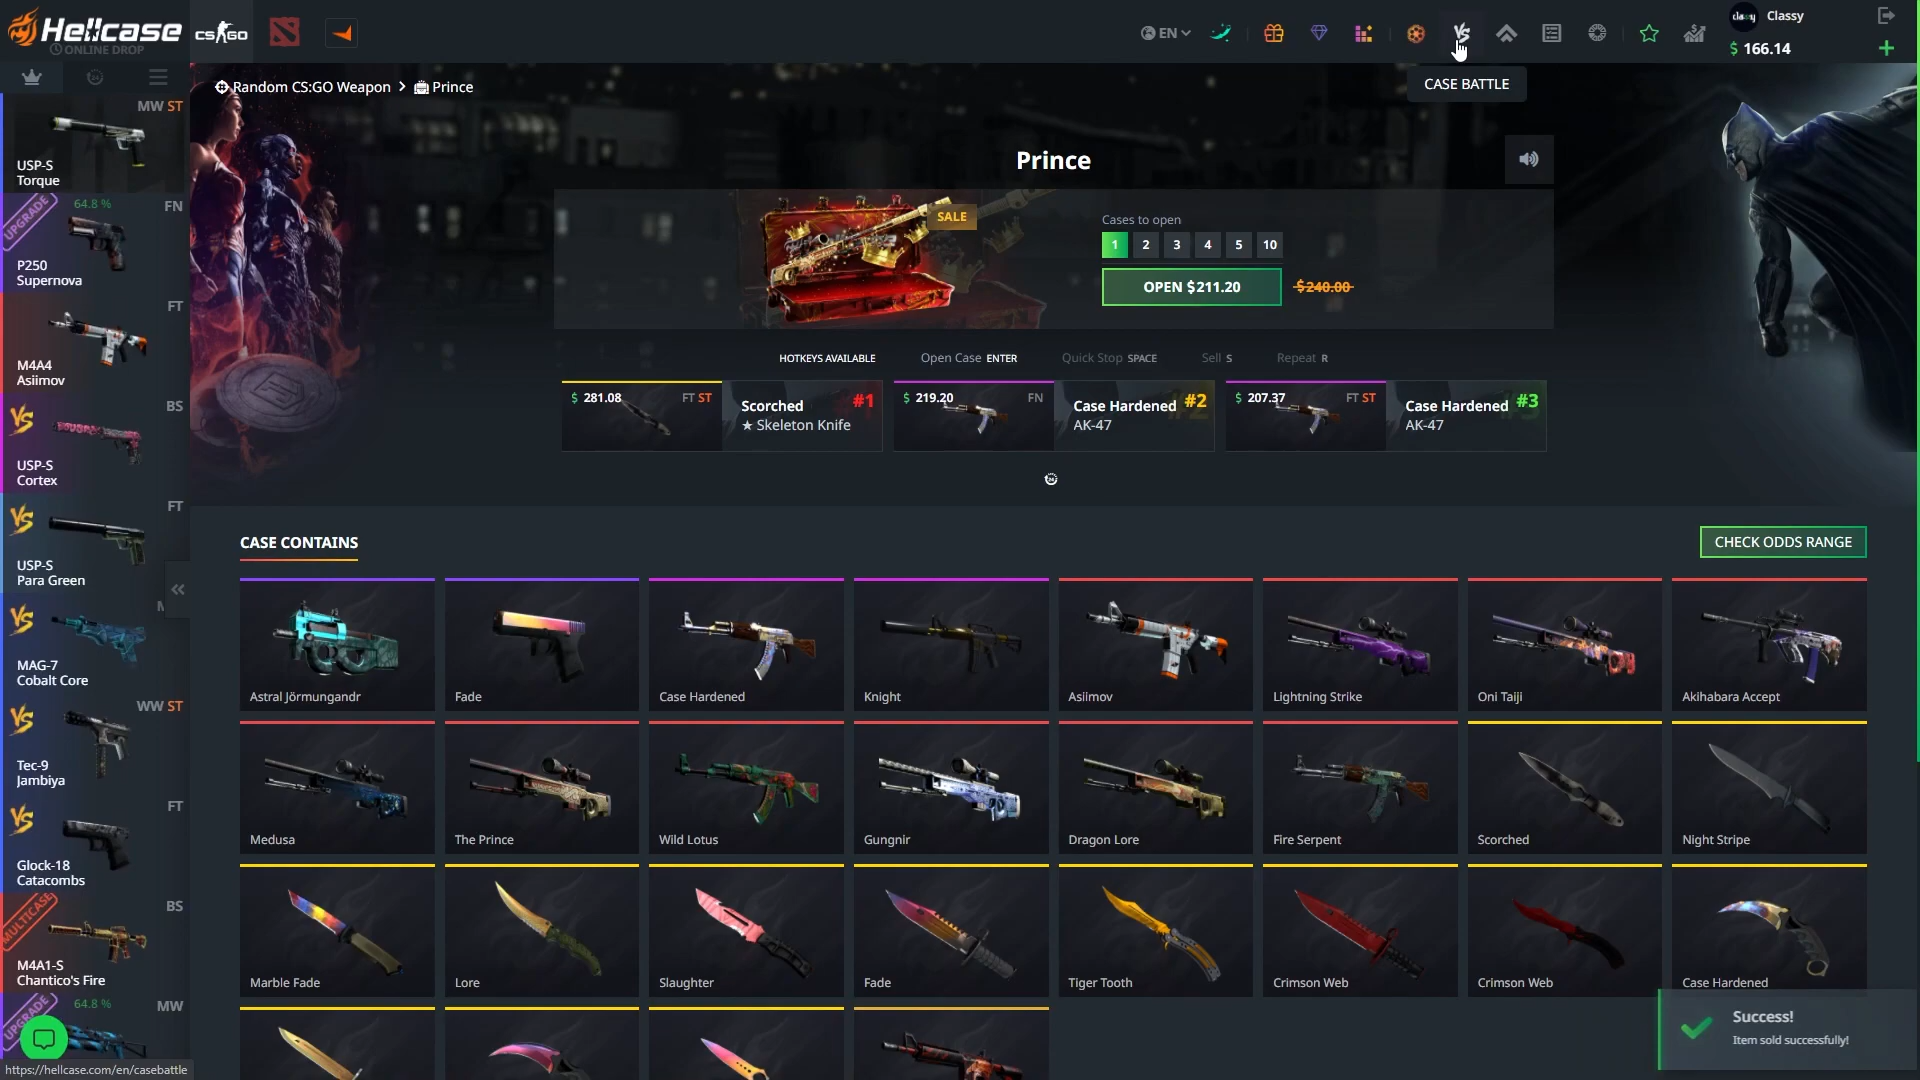 Hellcase
ONLINE DROP
CS:GO
EN
Classy
$ 166.14
CASE BATTLE
Random CS:GO Weapon > Prince
MW ST
USP-S
Torque
UPGRADE
64.8 %
FN
P250
Supernova
FT
M4A4
Asiimov
VS
BS
USP-S
Cortex
VS
FT
USP-S
Para Green
VS
MAG-7
Cobalt Core
VS
WW ST
Tec-9
Jambiya
VS
FT
Glock-18
Catacombs
MULTICASE
BS
M4A1-S
Chantico's Fire
UPGRADE
64.8 %
MW
https://hellcase.com/en/casebattle
Prince
SALE
Cases to open
1 2 3 4 5 10
OPEN $211.20
$240.00
HOTKEYS AVAILABLE
Open Case ENTER
Quick Stop SPACE
Sell S
Repeat R
$ 281.08
FT ST
Scorched
★ Skeleton Knife
#1
$ 219.20
FN
Case Hardened
AK-47
#2
$ 207.37
FT ST
Case Hardened
AK-47
#3
CASE CONTAINS
CHECK ODDS RANGE
Astral Jörmungandr
Fade
Case Hardened
Knight
Asiimov
Lightning Strike
Oni Taiji
Akihabara Accept
Medusa
The Prince
Wild Lotus
Gungnir
Dragon Lore
Fire Serpent
Scorched
Night Stripe
Marble Fade
Lore
Slaughter
Fade
Tiger Tooth
Crimson Web
Crimson Web
Case Hardened
Success!
Item sold successfully!